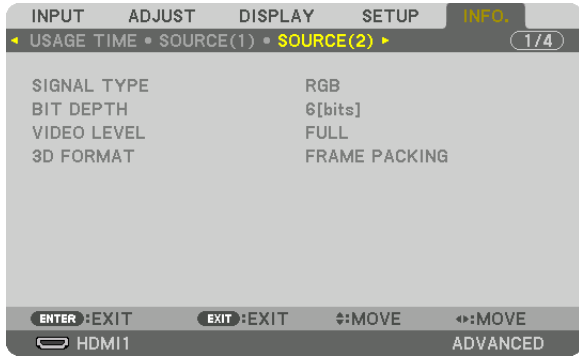 INPUT ADJUST DISPLAY SETUP INFO.
◂ USAGE TIME • SOURCE(1) • SOURCE(2) ▸ 1/4
SIGNAL TYPE RGB
BIT DEPTH 6[bits]
VIDEO LEVEL FULL
3D FORMAT FRAME PACKING
ENTER:EXIT EXIT:EXIT ◆:MOVE ◂▸:MOVE
HDMI1 ADVANCED